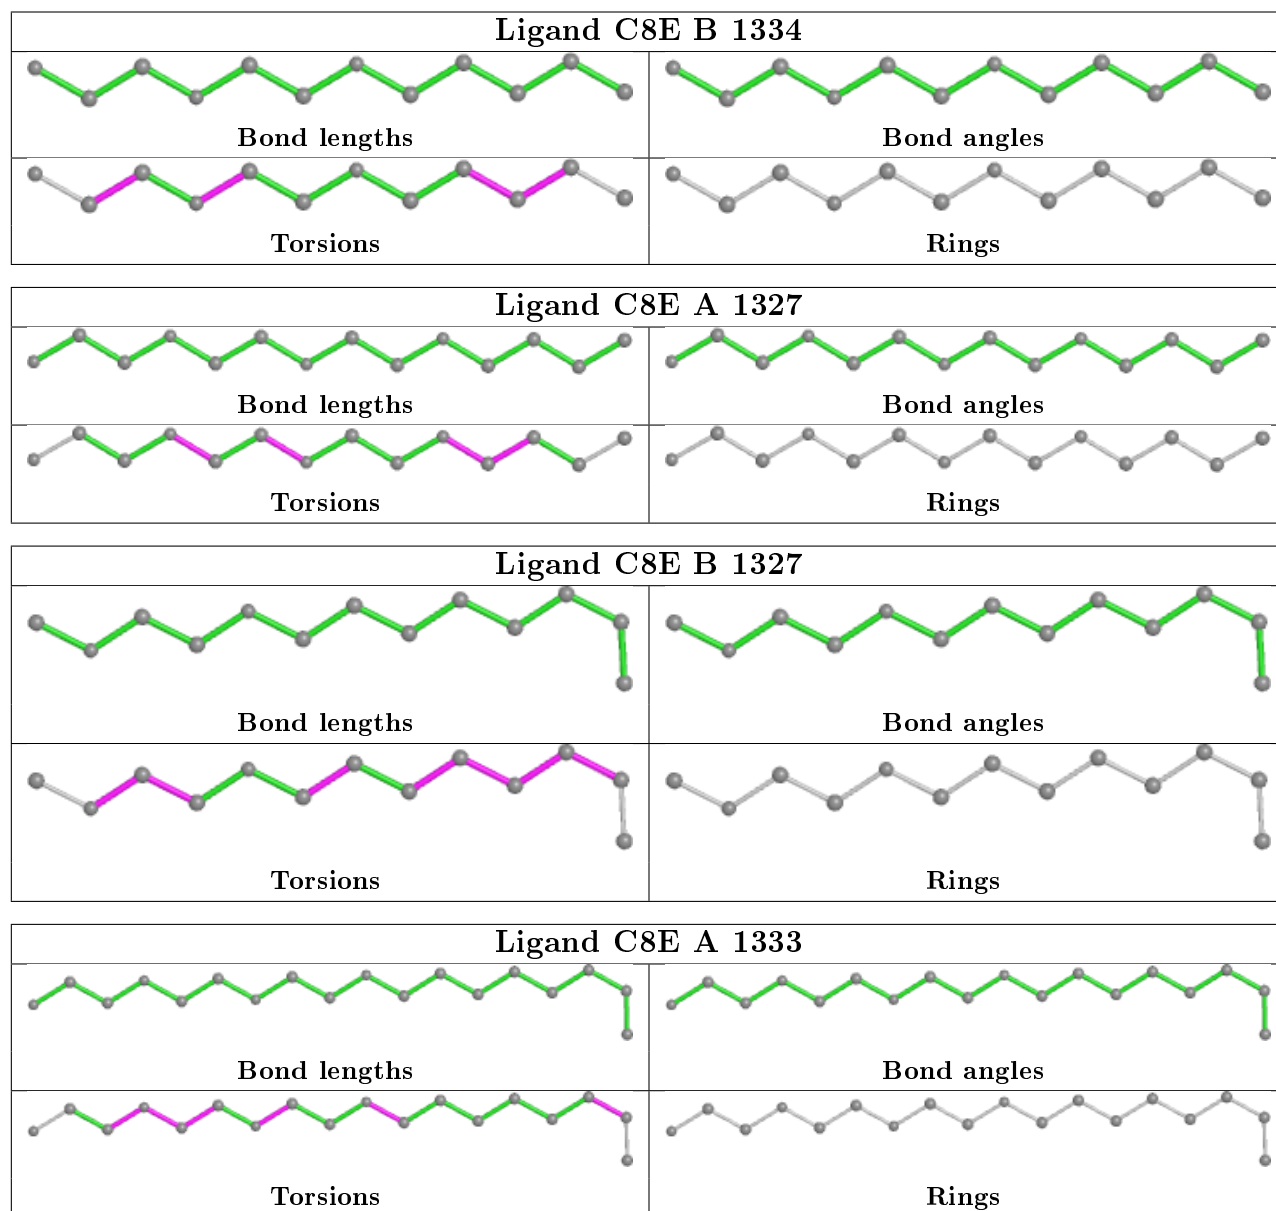 Ligand C8E B 1334
Bond lengths
Bond angles
Torsions
Rings
Ligand C8E A 1327
Bond lengths
Bond angles
Torsions
Rings
Ligand C8E B 1327
Bond lengths
Bond angles
Torsions
Rings
Ligand C8E A 1333
Bond lengths
Bond angles
Torsions
Rings